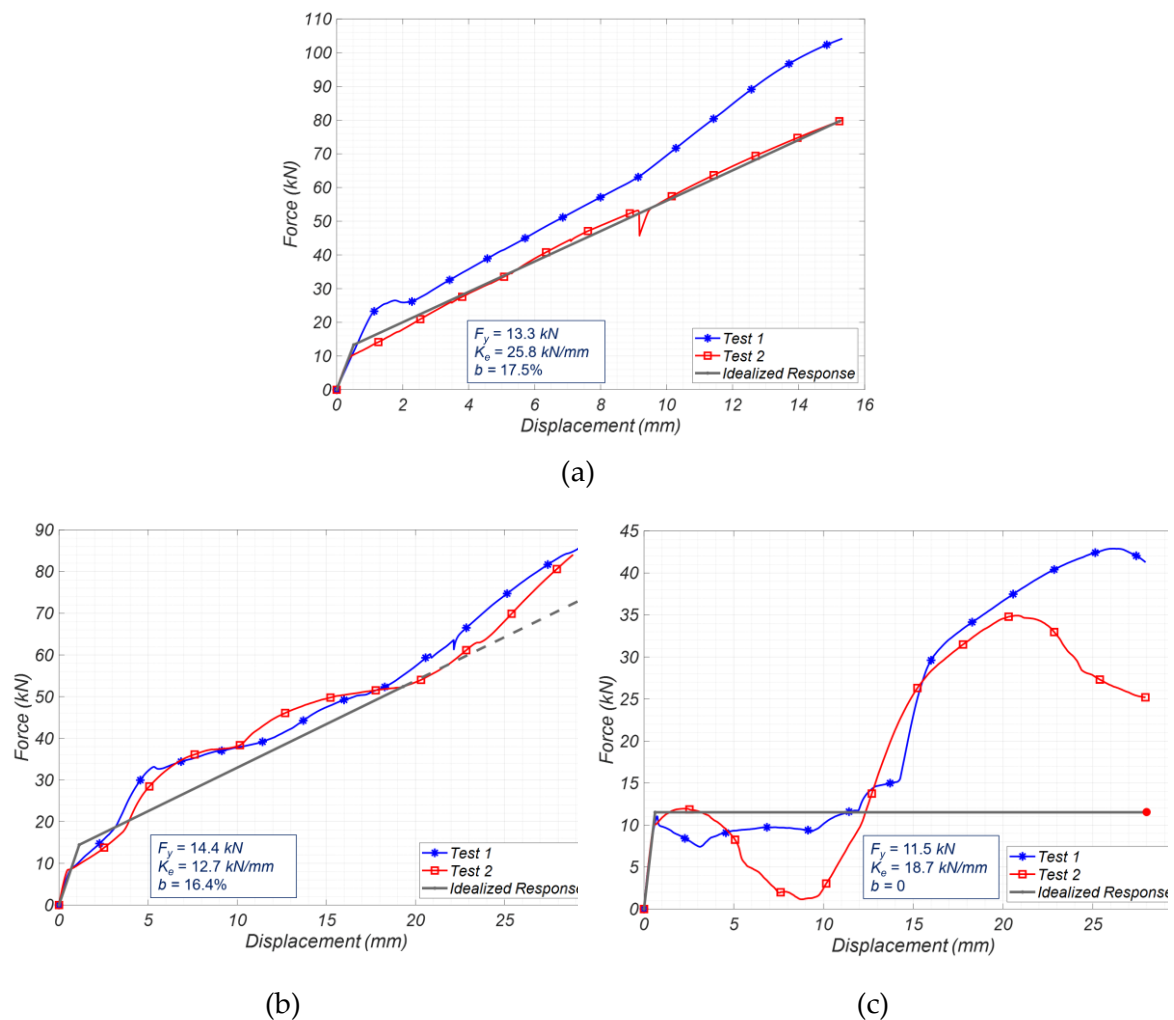 110
100
90
80
70
60
50
40
30
20
10
0
Force (kN)
F_y = 13.3 kN
K_e = 25.8 kN/mm
b = 17.5%
Test 1
Test 2
Idealized Response
0 2 4 6 8 10 12 14 16
Displacement (mm)
(a)
90
80
70
60
50
40
30
20
10
0
Force (kN)
F_y = 14.4 kN
K_e = 12.7 kN/mm
b = 16.4%
Test 1
Test 2
Idealized Response
0 5 10 15 20 25
Displacement (mm)
(b)
45
40
35
30
25
20
15
10
5
0
Force (kN)
F_y = 11.5 kN
K_e = 18.7 kN/mm
b = 0
Test 1
Test 2
Idealized Response
0 5 10 15 20 25
Displacement (mm)
(c)